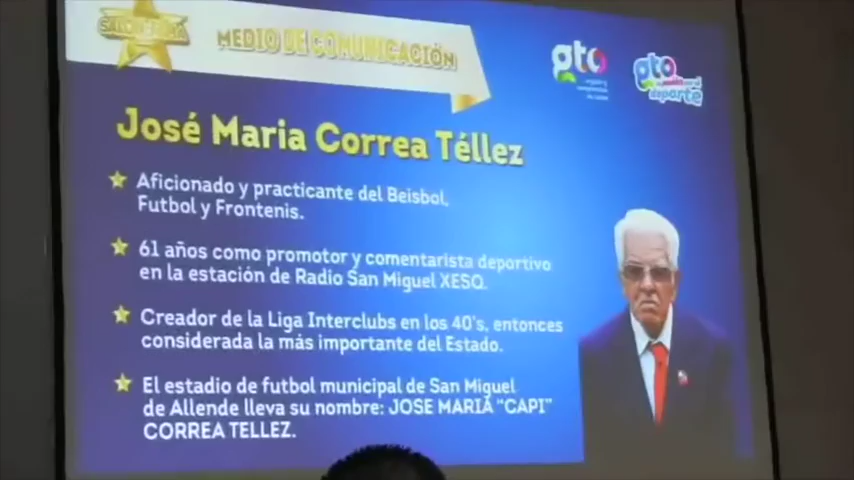 MEDIO DE COMUNICACIÓN
gto
gto
deporte
José Maria Correa Téllez
Aficionado y practicante del Beisbol,
Futbol y Frontenis.
61 años como promotor y comentarista deportivo
en la estación de Radio San Miguel XESQ.
Creador de la Liga Interclubs en los 40's, entonces
considerada la más importante del Estado.
El estadio de futbol municipal de San Miguel
de Allende lleva su nombre: JOSE MARIA "CAPI"
CORREA TELLEZ.